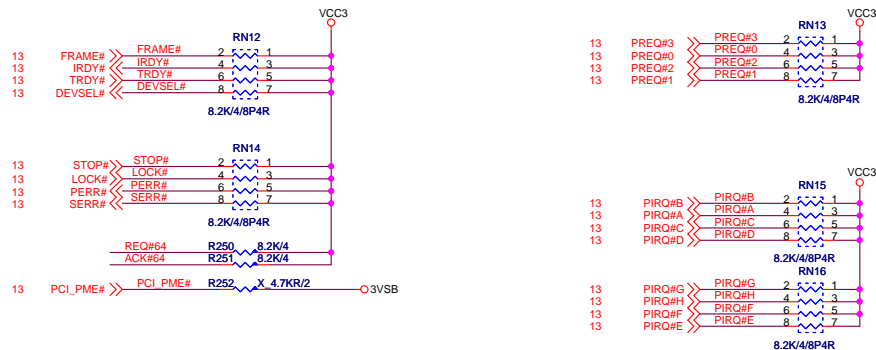 VCC3
RN12
13 FRAME# FRAME# 2 1
13 IRDY# IRDY# 4 3
13 TRDY# TRDY# 6 5
13 DEVSEL# DEVSEL# 8 7
8.2K/4/8P4R
RN14
13 STOP# STOP# 2 1
13 LOCK# LOCK# 4 3
13 PERR# PERR# 6 5
13 SERR# SERR# 8 7
8.2K/4/8P4R
REQ#64 R250 8.2K/4
ACK#64 R251 8.2K/4
13 PCI_PME# PCI_PME# R252 X_4.7KR/2 3VSB
VCC3
RN13
13 PREQ#3 PREQ#3 2 1
13 PREQ#0 PREQ#0 4 3
13 PREQ#2 PREQ#2 6 5
13 PREQ#1 PREQ#1 8 7
8.2K/4/8P4R
VCC3
RN15
13 PIRQ#B PIRQ#B 2 1
13 PIRQ#A PIRQ#A 4 3
13 PIRQ#C PIRQ#C 6 5
13 PIRQ#D PIRQ#D 8 7
8.2K/4/8P4R
RN16
13 PIRQ#G PIRQ#G 2 1
13 PIRQ#H PIRQ#H 4 3
13 PIRQ#F PIRQ#F 6 5
13 PIRQ#E PIRQ#E 8 7
8.2K/4/8P4R